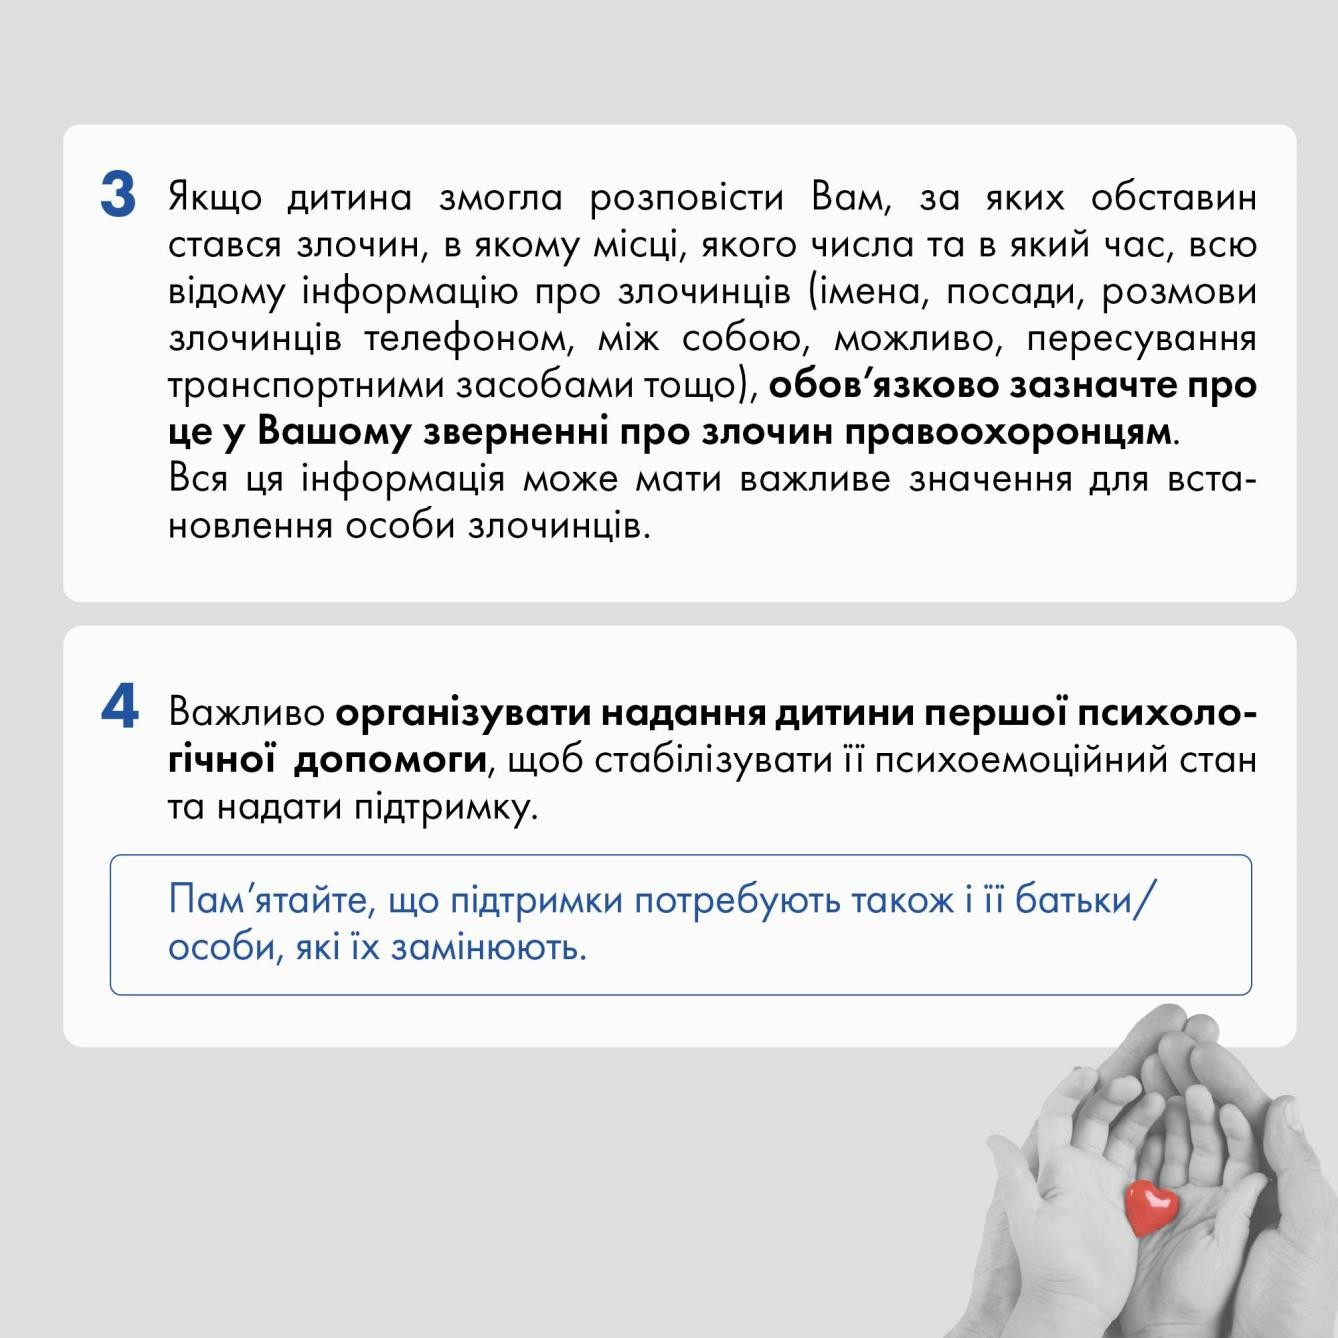 3
Якщо дитина змогла розповісти Вам, за яких обставин
стався злочин, в якому місці, якого числа та в який час, всю
відому інформацію про злочинців (імена, посади, розмови
злочинців телефоном, між собою, можливо, пересування
транспортними засобами тощо), обов’язково зазначте про
це у Вашому зверненні про злочин правоохоронцям.
Вся ця інформація може мати важливе значення для вста-
новлення особи злочинців.
4
Важливо організувати надання дитини першої психоло-
гічної допомоги, щоб стабілізувати її психоемоційний стан
та надати підтримку.
Пам’ятайте, що підтримки потребують також і її батьки/
особи, які їх замінюють.